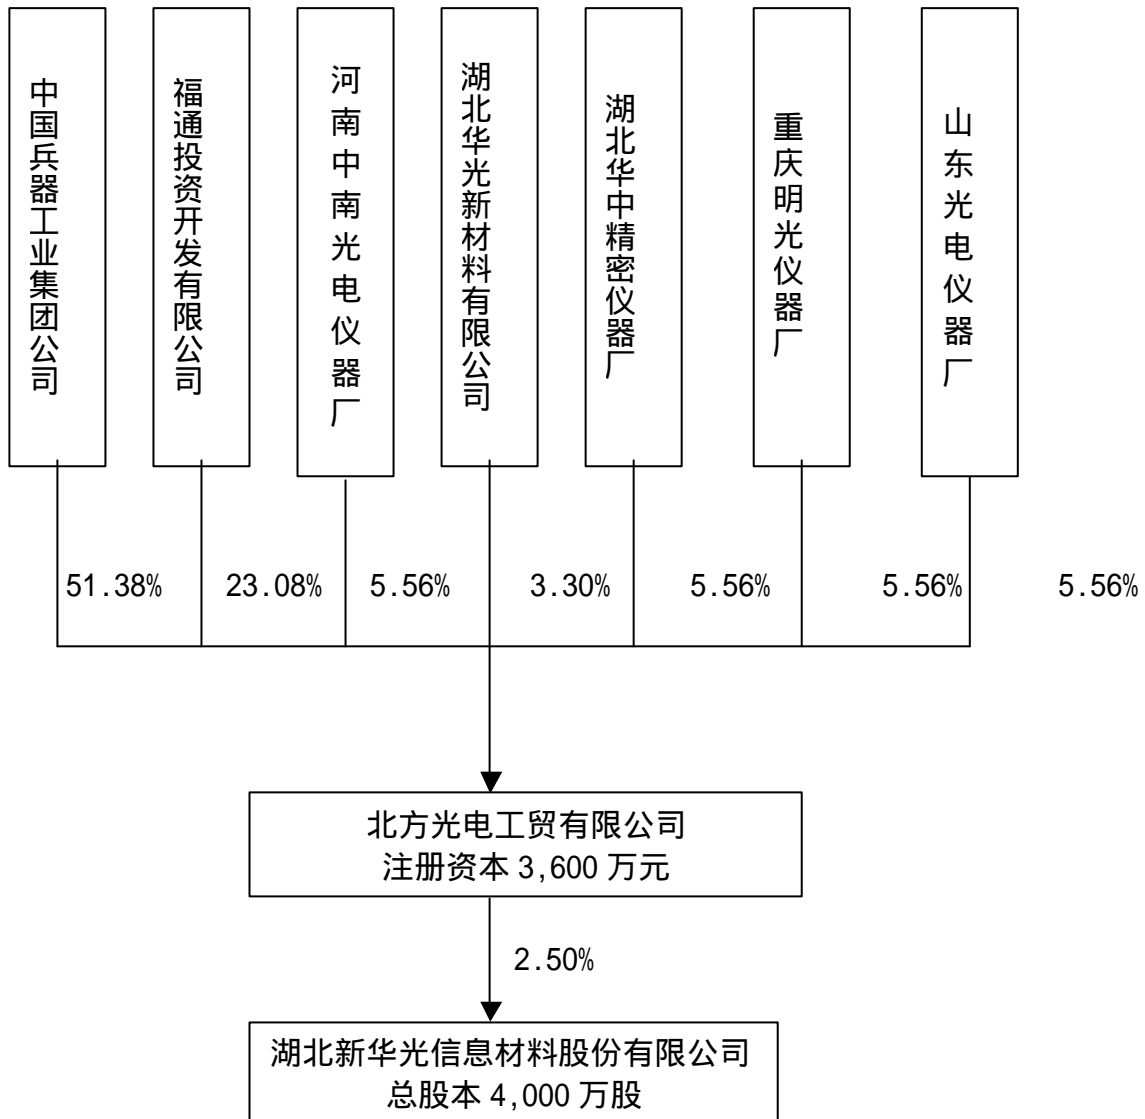 中国兵器工业集团公司
福通投资开发有限公司
河南中南光电仪器厂
湖北华光新材料有限公司
湖北华中精密仪器厂
重庆明光仪器厂
山东光电仪器厂
51.38% 23.08% 5.56% 3.30% 5.56% 5.56% 5.56%
北方光电工贸有限公司
注册资本 3,600 万元
2.50%
湖北新华光信息材料股份有限公司
总股本 4,000 万股